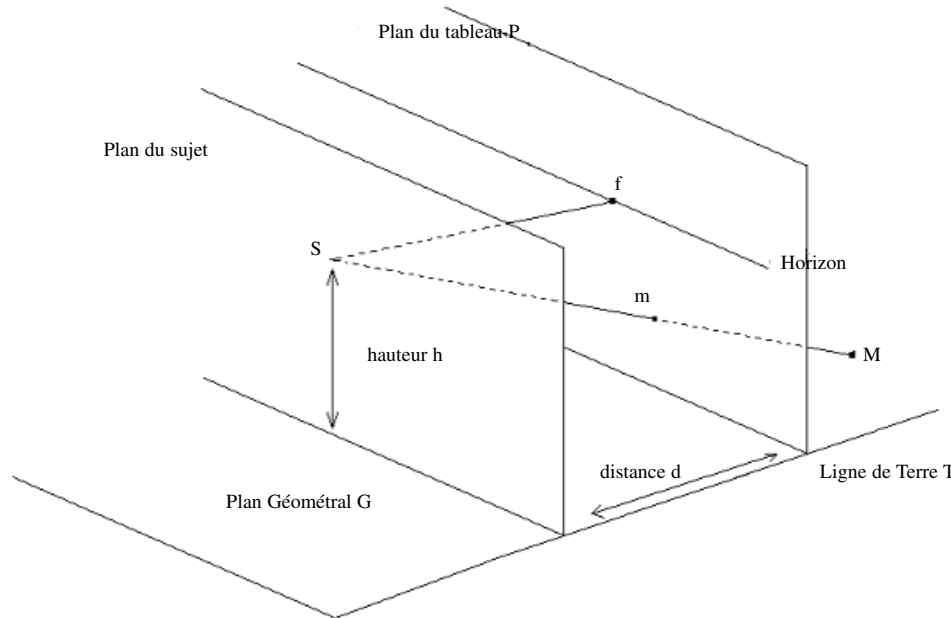 Plan du tableau P
Plan du sujet
f
S
Horizon
m
hauteur h
M
distance d
Ligne de Terre T
Plan Géométral G